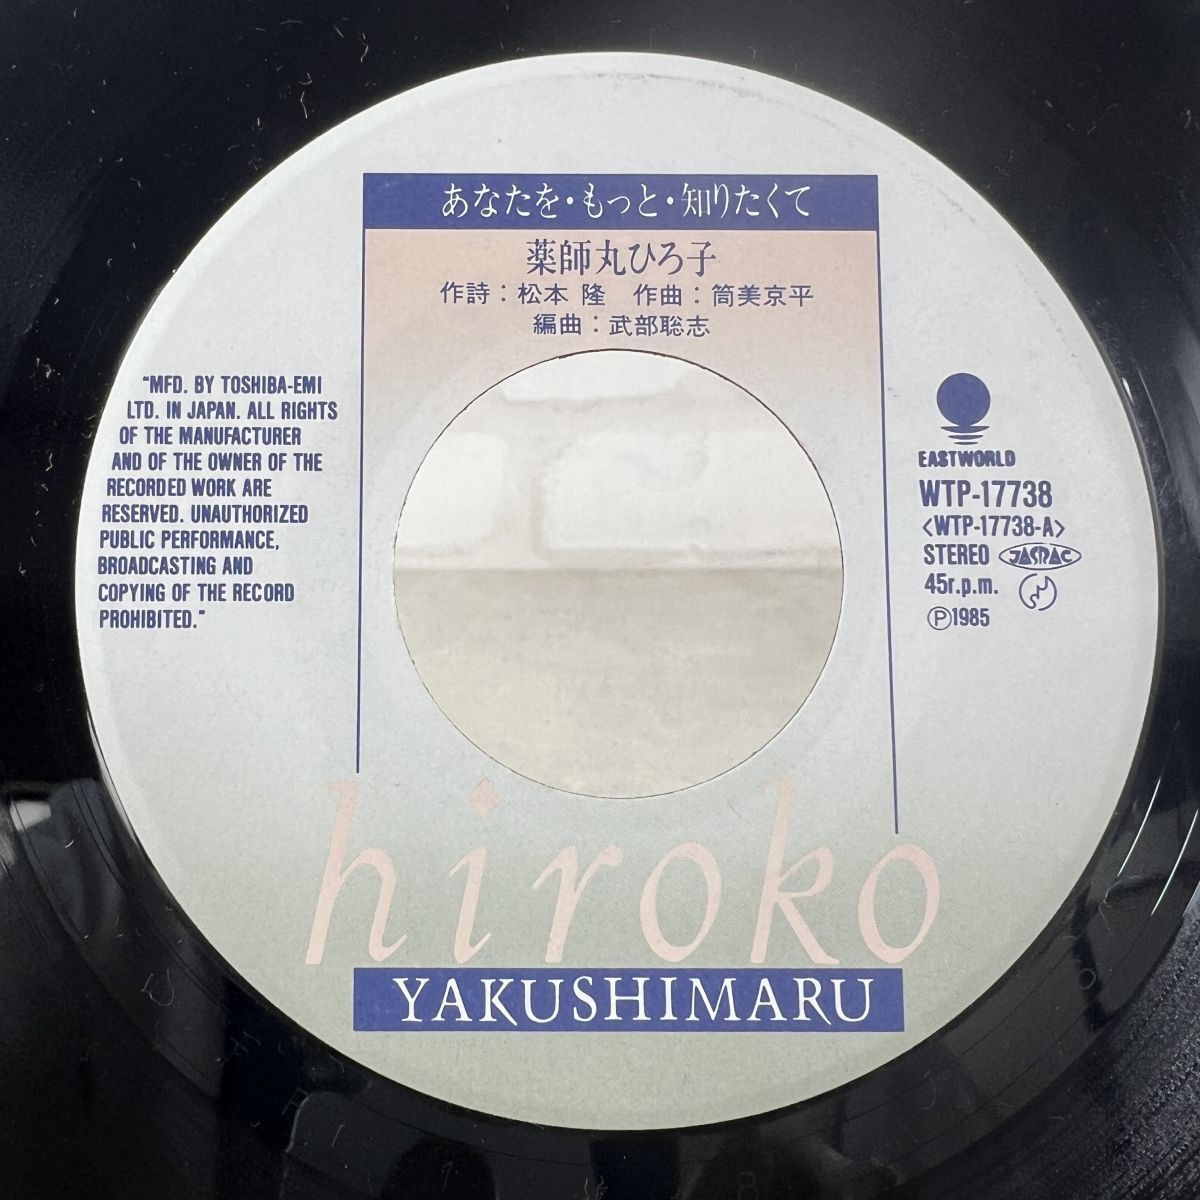 あなたを・もっと・知りたくて
薬師丸ひろ子
作詩：松本 隆　作曲：筒美京平
編曲：武部聡志
"MFD. BY TOSHIBA-EMI
LTD. IN JAPAN. ALL RIGHTS
OF THE MANUFACTURER
AND OF THE OWNER OF THE
RECORDED WORK ARE
RESERVED. UNAUTHORIZED
PUBLIC PERFORMANCE,
BROADCASTING AND
COPYING OF THE RECORD
PROHIBITED."
EASTWORLD
WTP-17738
<WTP-17738-A>
STEREO JASRAC
45r.p.m.
Ⓟ1985
hiroko
YAKUSHIMARU